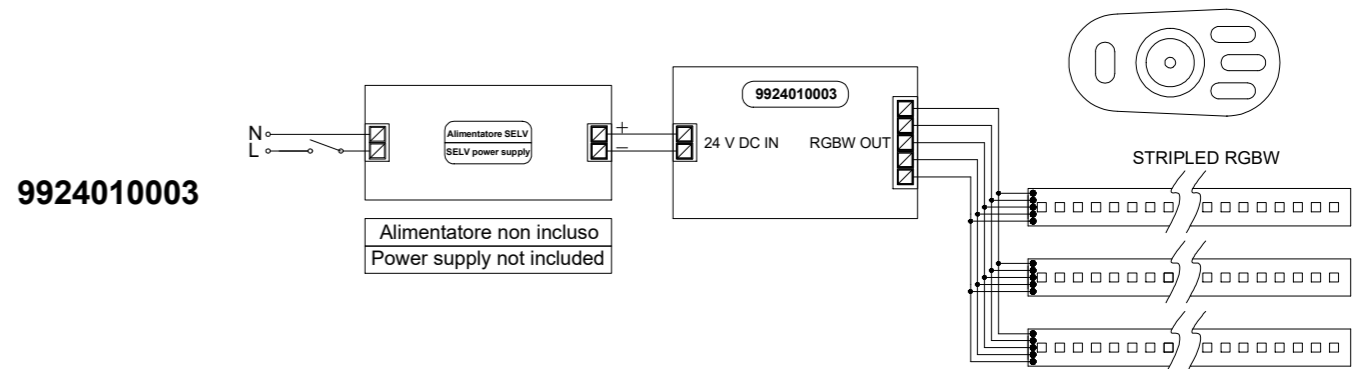 9924010003
N
L
Alimentatore SELV
SELV power supply
+
–
Alimentatore non incluso
Power supply not included
9924010003
24 V DC IN
RGBW OUT
STRIPLED RGBW